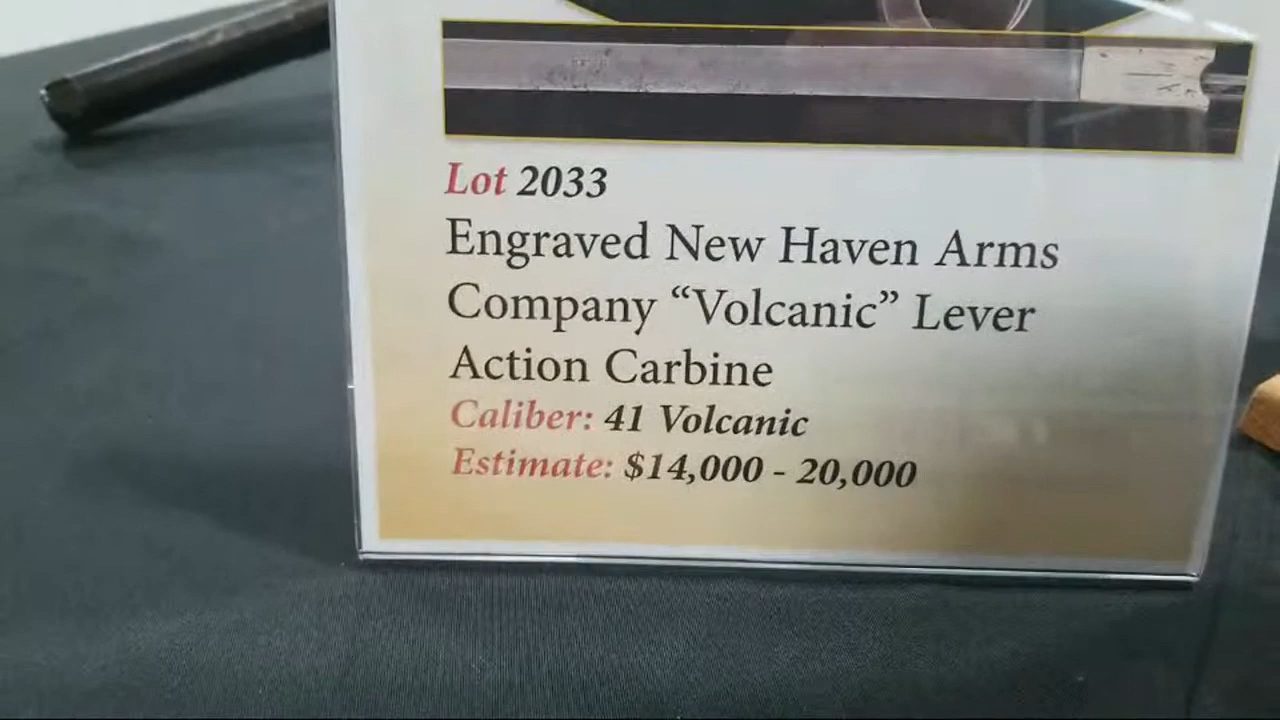 Lot 2033
Engraved New Haven Arms
Company “Volcanic” Lever
Action Carbine
Caliber: 41 Volcanic
Estimate: $14,000 - 20,000